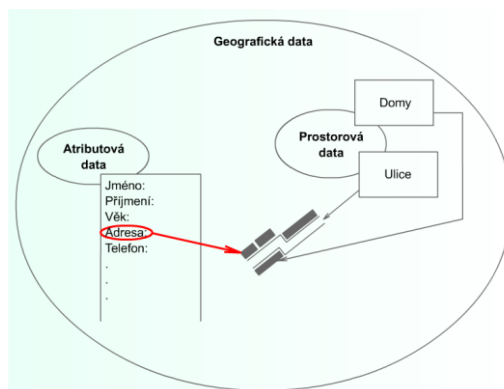 Geografická data
Domy
Prostorová
data
Ulice
Atributová
data
Jméno:
Příjmení:
Věk:
Adresa:
Telefon:
.
.
.